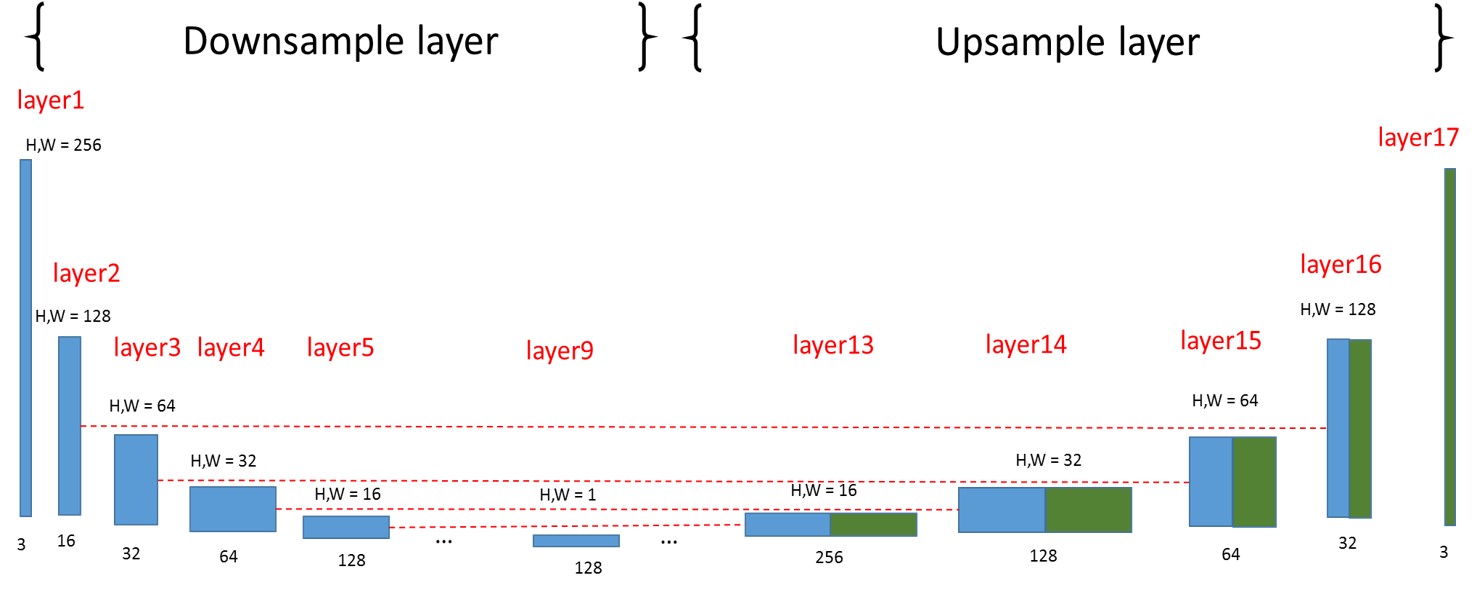 { Downsample layer } { Upsample layer }
layer1
H,W = 256
layer17
layer2
H,W = 128
layer16
H,W = 128
layer3 layer4 layer5 layer9 layer13 layer14 layer15
H,W = 64
H,W = 64
H,W = 32
H,W = 32
H,W = 16
H,W = 1
H,W = 16
... ...
3 16 32 64 128 128 256 128 64 32 3